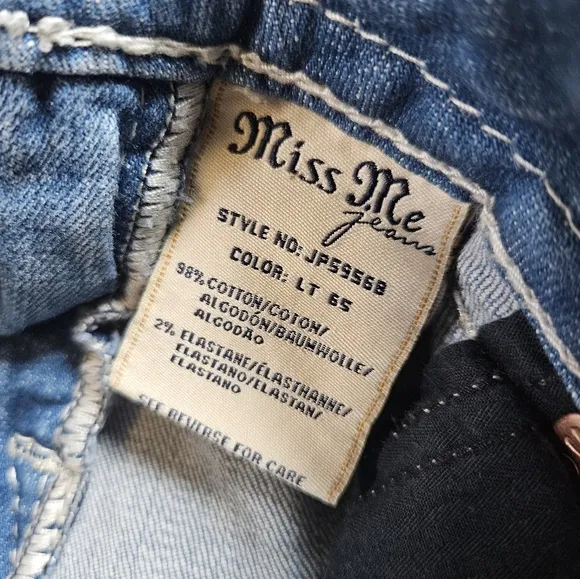 Miss Me
jeans
STYLE NO: JP5956B
COLOR: LT 65
98% COTTON/COTON/
ALGODÓN/BAUMWOLLE/
ALGODÃO
2% ELASTANE/ÉLASTHANNE/
ELASTANO/ELASTAN/
ELASTANO
SEE REVERSE FOR CARE